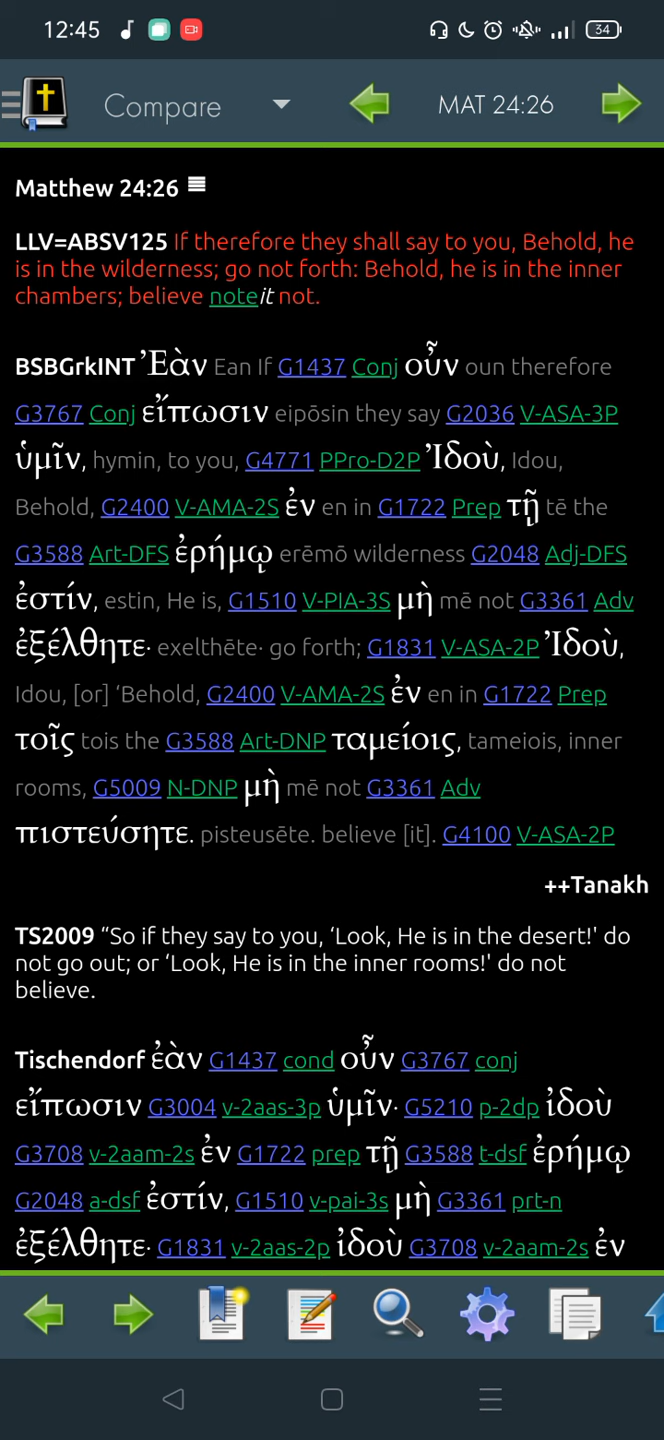 12:45
34
Compare
MAT 24:26
Matthew 24:26
LLV=ABSV125 If therefore they shall say to you, Behold, he
is in the wilderness; go not forth: Behold, he is in the inner
chambers; believe noteit not.
BSBGrkINT Ἐὰν Ean If G1437 Conj οὖν oun therefore
G3767 Conj εἴπωσιν eipōsin they say G2036 V-ASA-3P
ὑμῖν, hymin, to you, G4771 PPro-D2P Ἰδοὺ, Idou,
Behold, G2400 V-AMA-2S ἐν en in G1722 Prep τῇ tē the
G3588 Art-DFS ἐρήμῳ erēmō wilderness G2048 Adj-DFS
ἐστίν, estin, He is, G1510 V-PIA-3S μὴ mē not G3361 Adv
ἐξέλθητε· exelthēte· go forth; G1831 V-ASA-2P Ἰδοὺ,
Idou, [or] ‘Behold, G2400 V-AMA-2S ἐν en in G1722 Prep
τοῖς tois the G3588 Art-DNP ταμείοις, tameiois, inner
rooms, G5009 N-DNP μὴ mē not G3361 Adv
πιστεύσητε. pisteusēte. believe [it]. G4100 V-ASA-2P
++Tanakh
TS2009 “So if they say to you, ‘Look, He is in the desert!' do
not go out; or ‘Look, He is in the inner rooms!' do not
believe.
Tischendorf ἐὰν G1437 cond οὖν G3767 conj
εἴπωσιν G3004 v-2aas-3p ὑμῖν· G5210 p-2dp ἰδοὺ
G3708 v-2aam-2s ἐν G1722 prep τῇ G3588 t-dsf ἐρήμῳ
G2048 a-dsf ἐστίν, G1510 v-pai-3s μὴ G3361 prt-n
ἐξέλθητε· G1831 v-2aas-2p ἰδοὺ G3708 v-2aam-2s ἐν